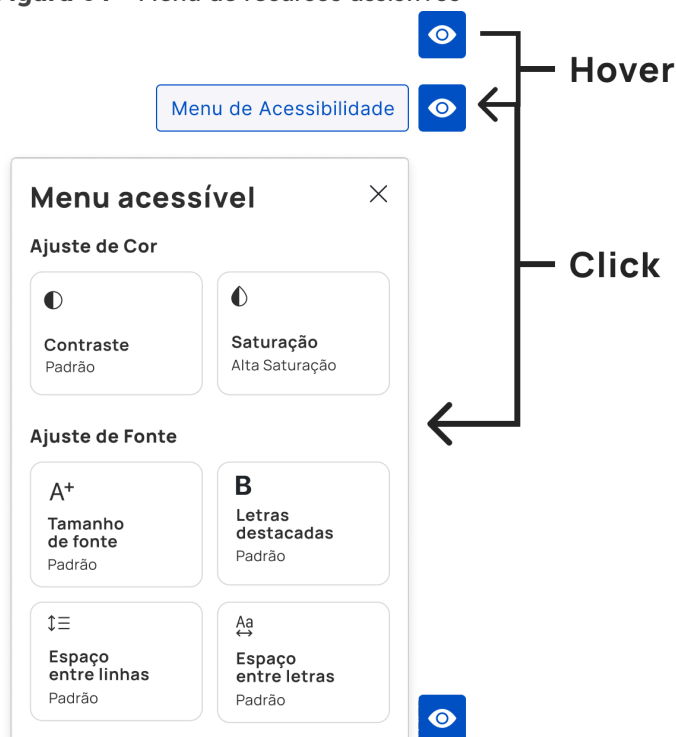 Hover
Menu de Acessibilidade
Menu acessível
Click
Ajuste de Cor
Contraste
Padrão
Saturação
Alta Saturação
Ajuste de Fonte
A+
Tamanho
de fonte
Padrão
B
Letras
destacadas
Padrão
Espaço
entre linhas
Padrão
Aa
Espaço
entre letras
Padrão